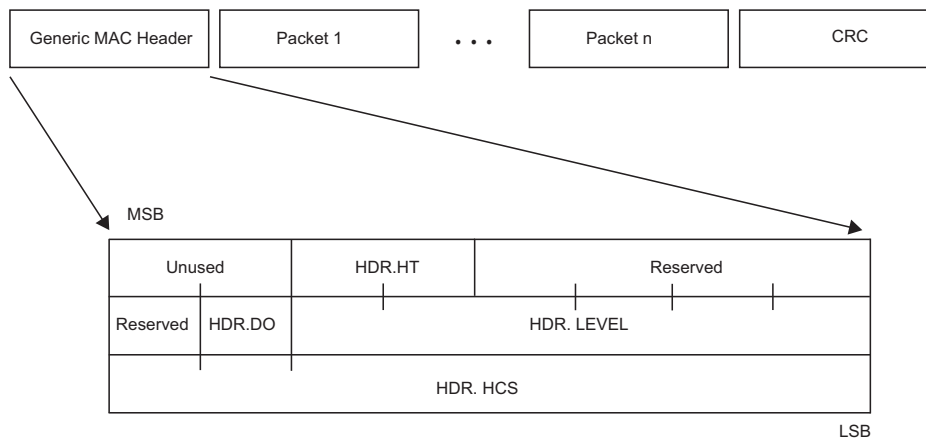 Generic MAC Header
Packet 1
• • •
Packet n
CRC
MSB
Unused
HDR.HT
Reserved
Reserved
HDR.DO
HDR. LEVEL
HDR. HCS
LSB